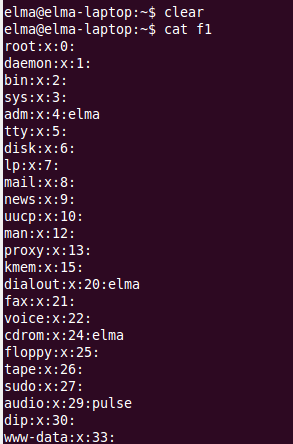 elma@elma-laptop:~$ clear
elma@elma-laptop:~$ cat f1
root:x:0:
daemon:x:1:
bin:x:2:
sys:x:3:
adm:x:4:elma
tty:x:5:
disk:x:6:
lp:x:7:
mail:x:8:
news:x:9:
uucp:x:10:
man:x:12:
proxy:x:13:
kmem:x:15:
dialout:x:20:elma
fax:x:21:
voice:x:22:
cdrom:x:24:elma
floppy:x:25:
tape:x:26:
sudo:x:27:
audio:x:29:pulse
dip:x:30:
www-data:x:33: